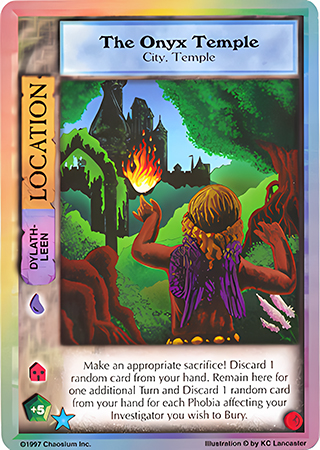 The Onyx Temple
City, Temple
LOCATION
DYLATH-
LEEN
Make an appropriate sacrifice! Discard 1
random card from your hand. Remain here for
one additional Turn and Discard 1 random card
from your hand for each Phobia affecting your
Investigator you wish to Bury.
+5
©1997 Chaosium Inc.
Illustration © by KC Lancaster